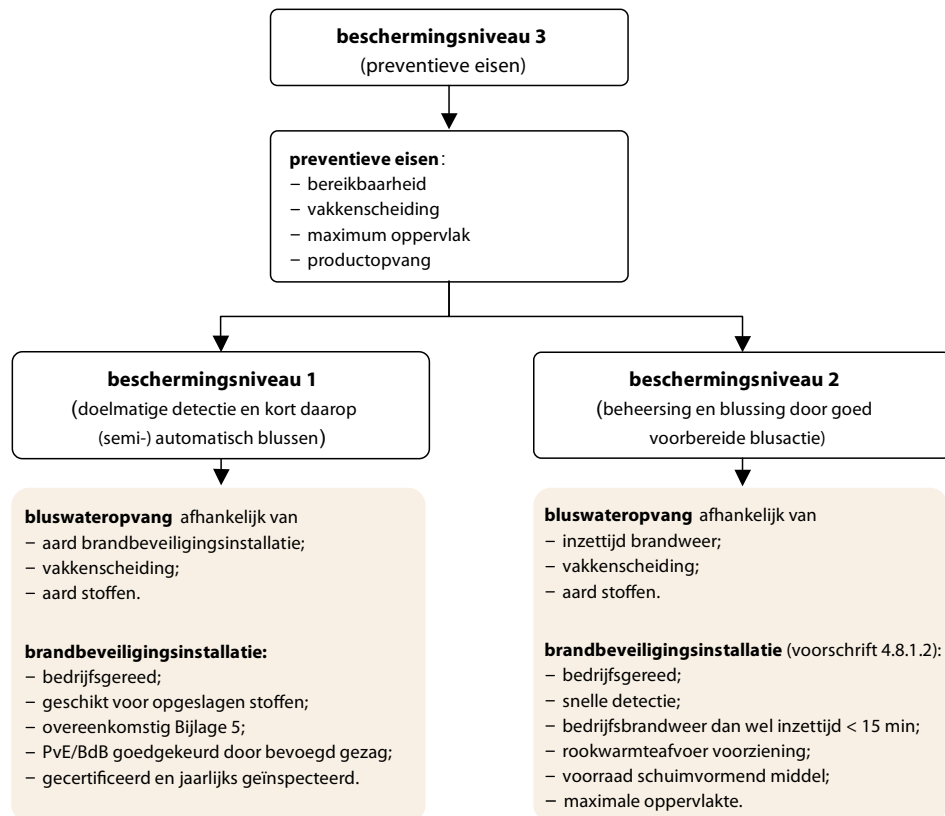 beschermingsniveau 3
(preventieve eisen)
preventieve eisen:
– bereikbaarheid
– vakkenscheiding
– maximum oppervlak
– productopvang
beschermingsniveau 1
(doelmatige detectie en kort daarop
(semi-) automatisch blussen)
beschermingsniveau 2
(beheersing en blussing door goed
voorbereide blusactie)
bluswateropvang afhankelijk van
– aard brandbeveiligingsinstallatie;
– vakkenscheiding;
– aard stoffen.
brandbeveiligingsinstallatie:
– bedrijfsgereed;
– geschikt voor opgeslagen stoffen;
– overeenkomstig Bijlage 5;
– PvE/BdB goedgekeurd door bevoegd gezag;
– gecertificeerd en jaarlijks geïnspecteerd.
bluswateropvang afhankelijk van
– inzettijd brandweer;
– vakkenscheiding;
– aard stoffen.
brandbeveiligingsinstallatie (voorschrift 4.8.1.2):
– bedrijfsgereed;
– snelle detectie;
– bedrijfsbrandweer dan wel inzettijd < 15 min;
– rookwarmteafvoer voorziening;
– voorraad schuimvormend middel;
– maximale oppervlakte.